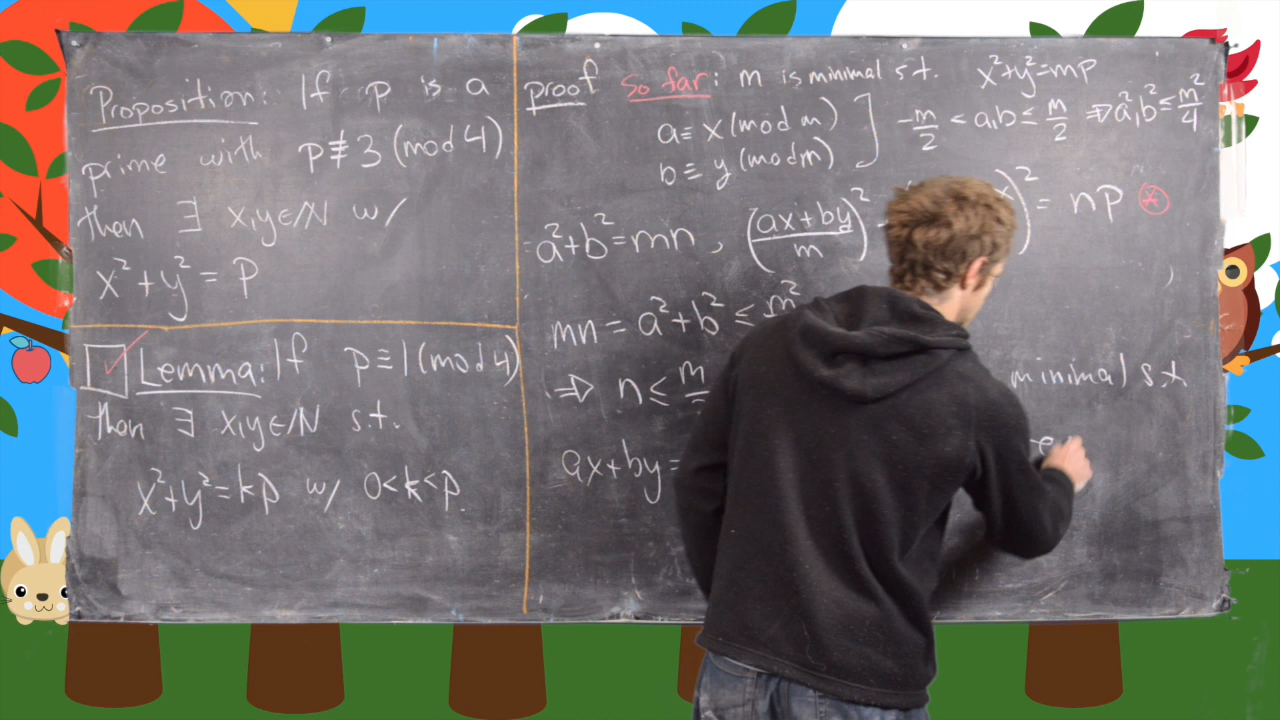 Proposition: If p is a
prime with p≢3 (mod 4)
then ∃ x,y∈ℕ w/
x²+y² = p
Lemma: If p≡1 (mod 4)
then ∃ x,y∈ℕ s.t.
x²+y²=kp w/ 0<k<p
proof so far: m is minimal s.t. x²+y²=mp
a≡x (mod m)
b≡y (mod m)
-m/2 < a,b ≤ m/2 ⇒ a²,b² ≤ m²/4
a²+b²=mn, ((ax+by)/m)²
)² = np ⊛
mn = a²+b² ≤ m²
⇒ n ≤ m
minimal s.t
ax+by=